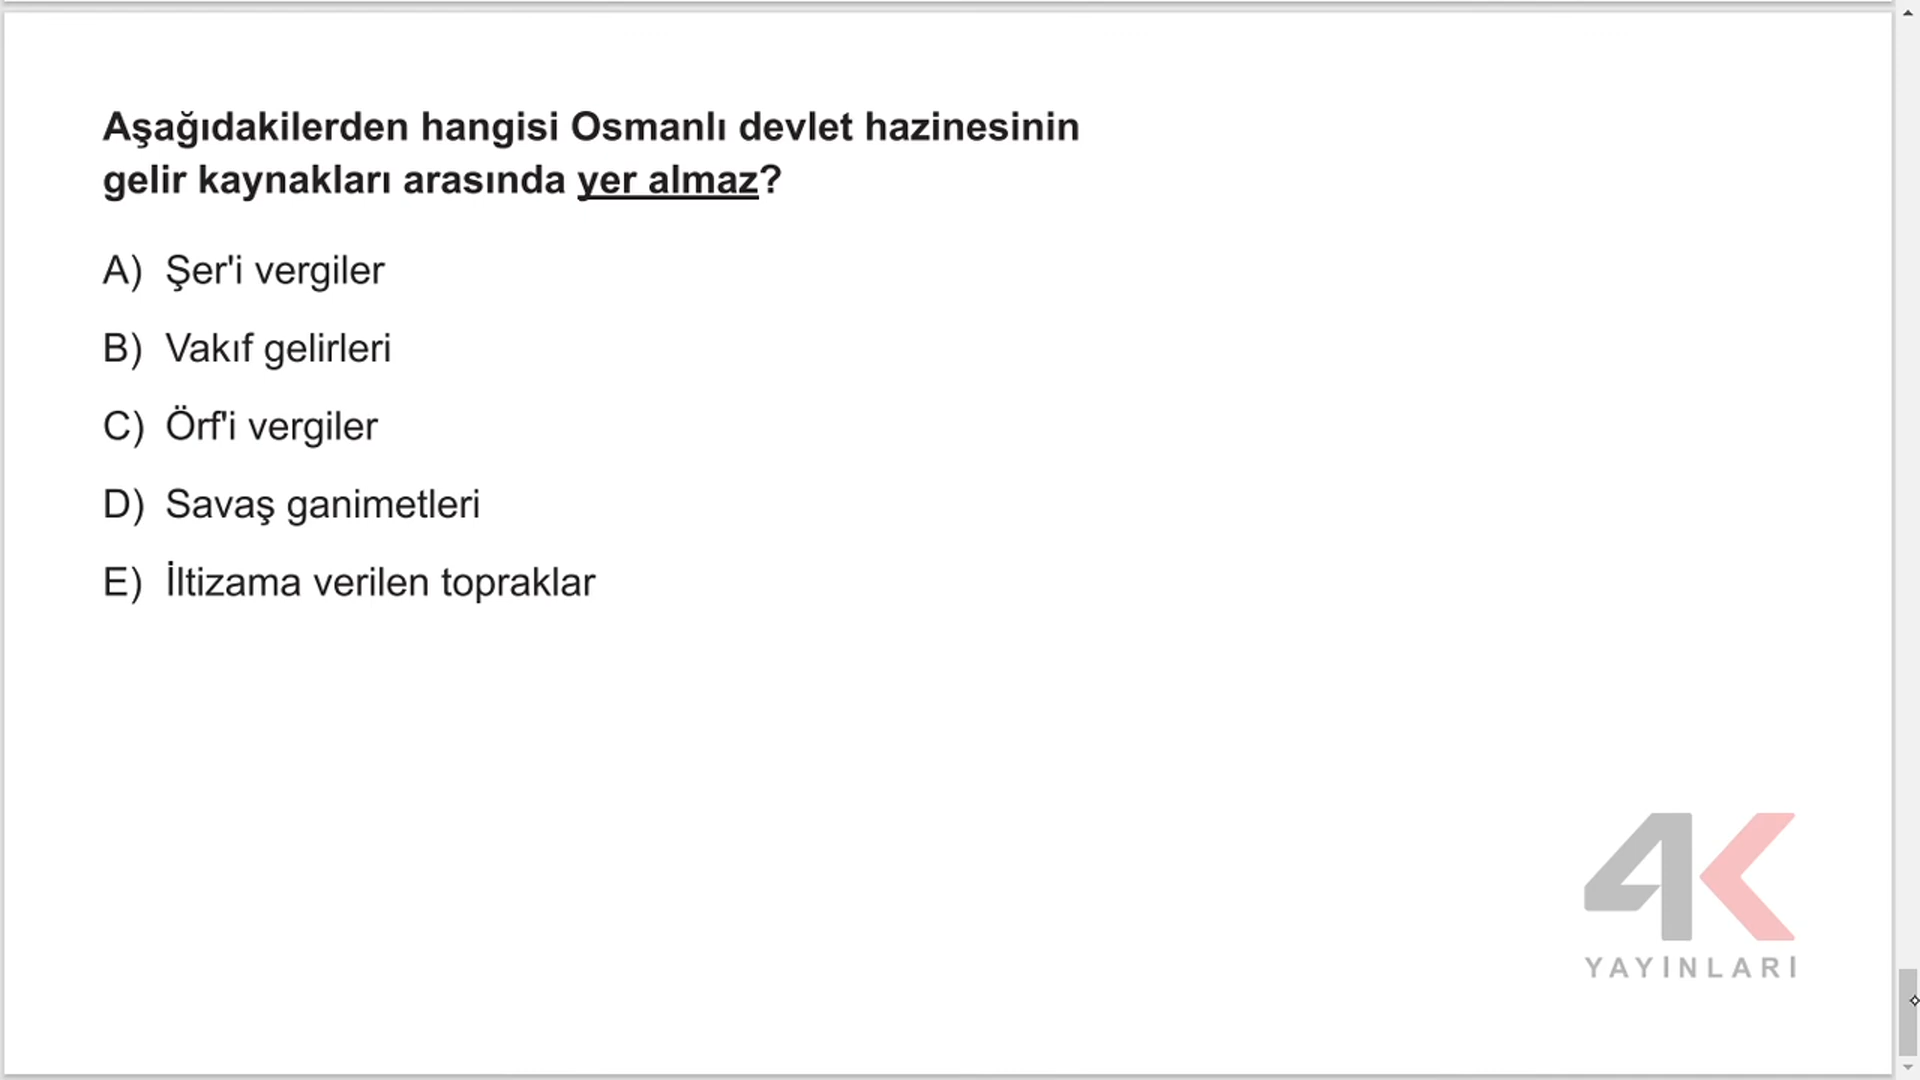 Aşağıdakilerden hangisi Osmanlı devlet hazinesinin
gelir kaynakları arasında yer almaz?
A) Şer'i vergiler
B) Vakıf gelirleri
C) Örf'i vergiler
D) Savaş ganimetleri
E) İltizama verilen topraklar
4K
YAYINLARI